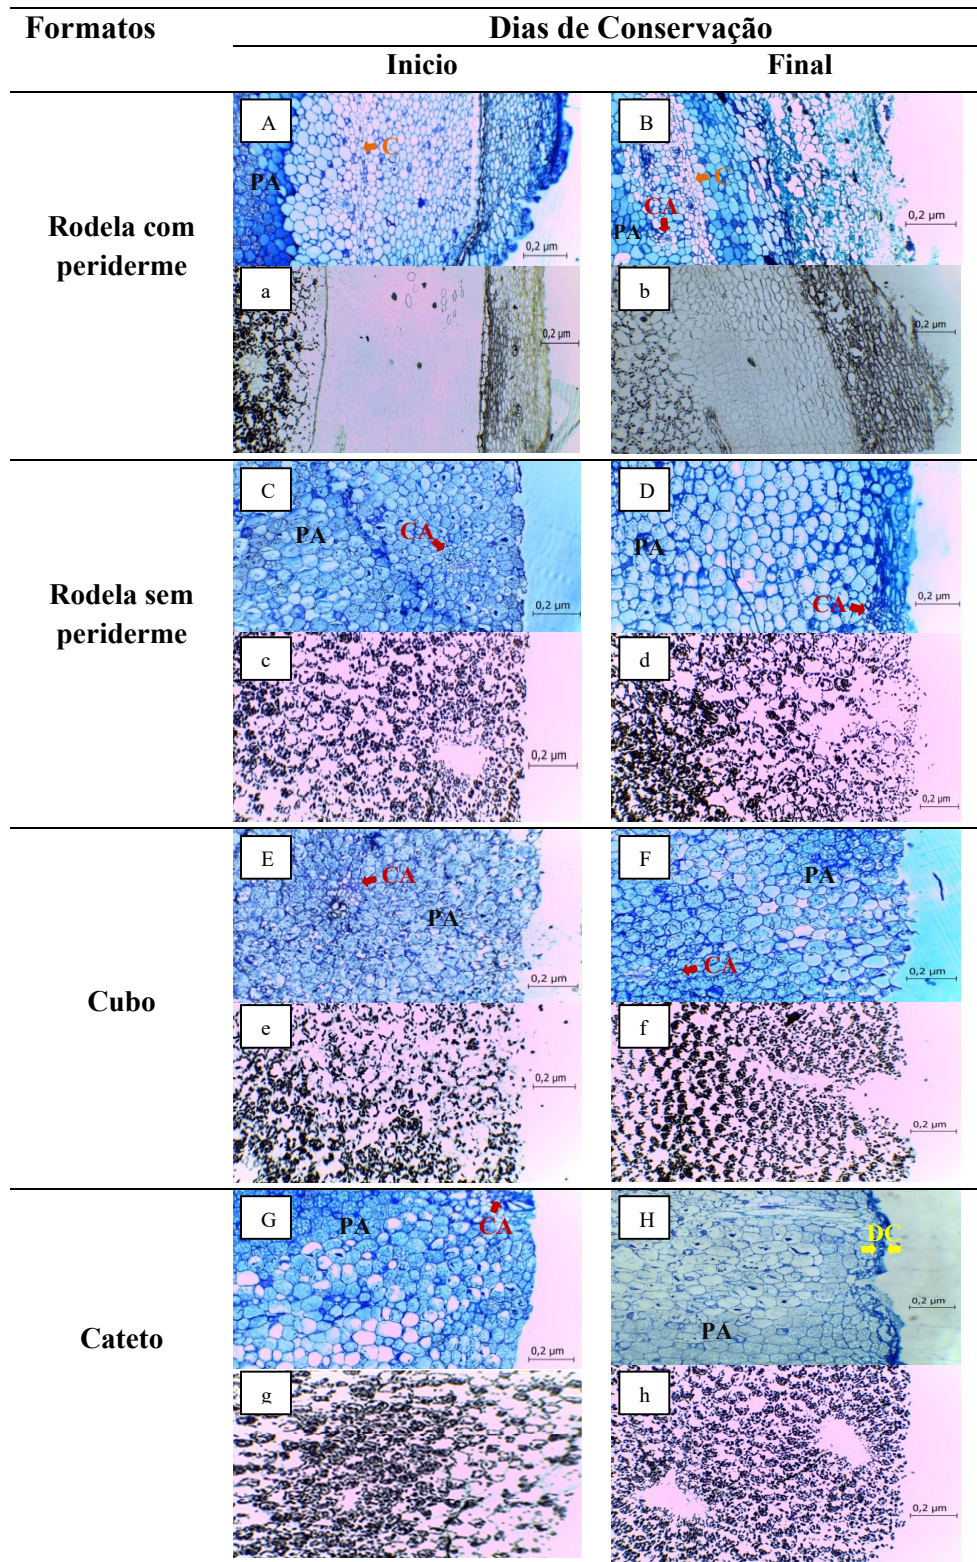 Formatos
Dias de Conservação
Inicio
Final
Rodela com
periderme
A
C
PA
0,2 µm
B
C
CA
PA
0,2 µm
a
0,2 µm
b
0,2 µm
Rodela sem
periderme
C
PA
CA
0,2 µm
D
PA
CA
0,2 µm
c
0,2 µm
d
0,2 µm
Cubo
E
CA
PA
0,2 µm
F
PA
CA
0,2 µm
e
0,2 µm
f
0,2 µm
Cateto
G
PA
CA
0,2 µm
H
DC
PA
0,2 µm
g
0,2 µm
h
0,2 µm